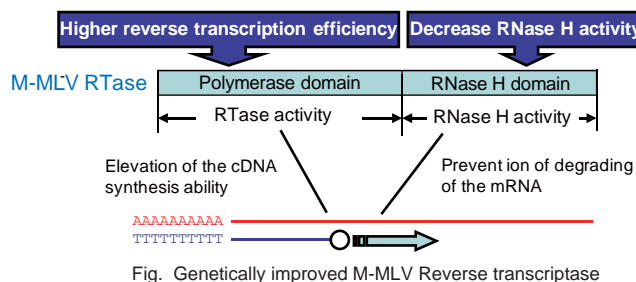 Higher reverse transcription efficiency
Decrease RNase H activity
M-MLV RTase
Polymerase domain
RNase H domain
RTase activity
RNase H activity
Elevation of the cDNA
synthesis ability
Prevent ion of degrading
of the mRNA
AAAAAAAAAA
TTTTTTTTTT
Fig. Genetically improved M-MLV Reverse transcriptase